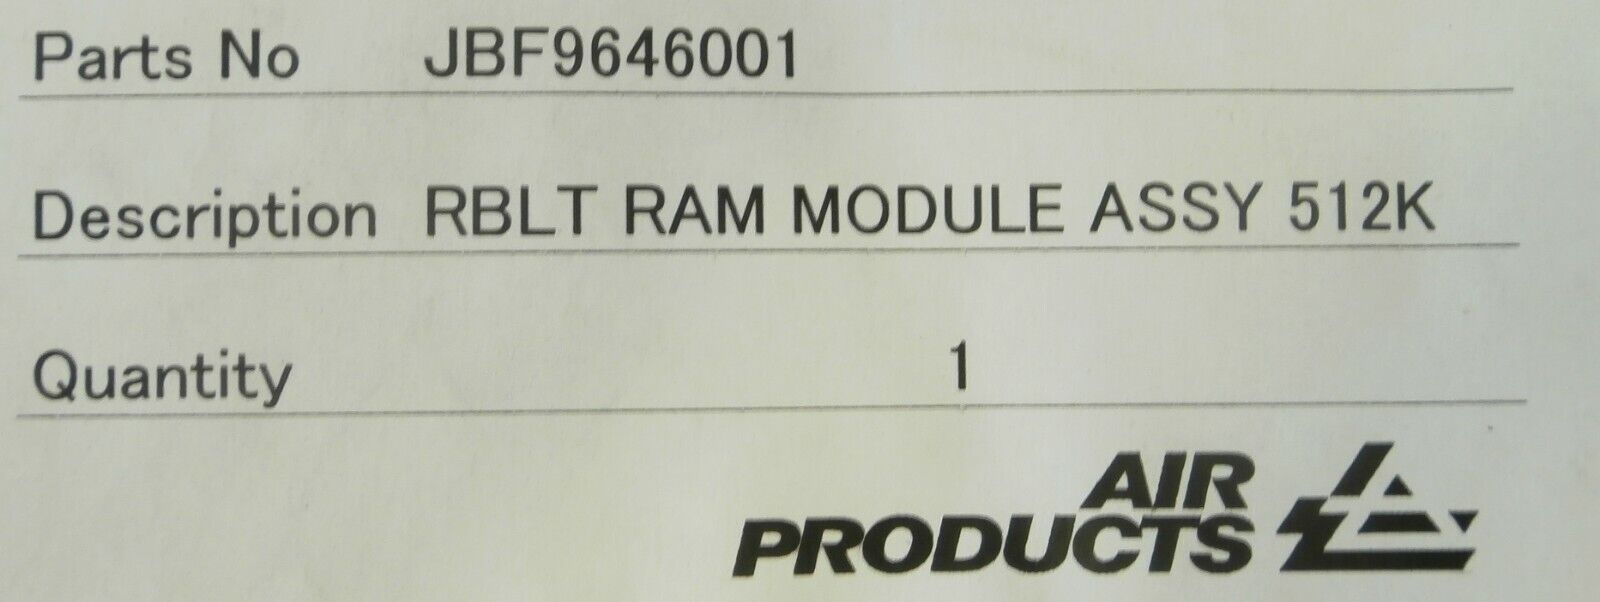 Parts No JBF9646001
Description RBLT RAM MODULE ASSY 512K
Quantity 1
AIR
PRODUCTS